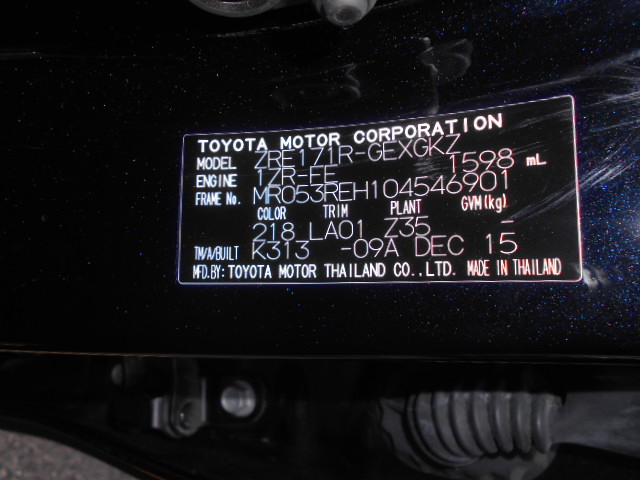 TOYOTA MOTOR CORPORATION
MODEL ZRE171R-GEXGKZ
ENGINE 1ZR-FE 1598 mL
FRAME No. MR053REH104546901
COLOR TRIM PLANT GVM(kg)
218 LA01 Z35 -
TM/A/BUILT K313 -09A DEC 15
MFD.BY: TOYOTA MOTOR THAILAND CO.,LTD. MADE IN THAILAND